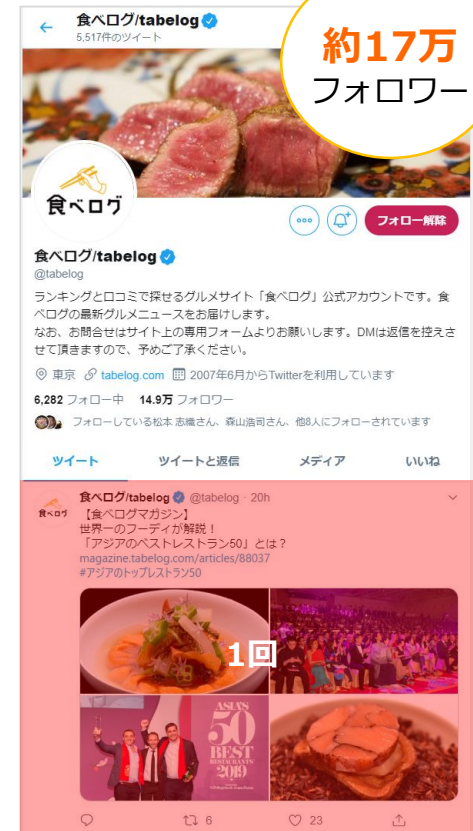 食べログ/tabelog
5,517件のツイート
約17万
フォロワー
食べログ
フォロー解除
食べログ/tabelog
@tabelog
ランキングと口コミで探せるグルメサイト「食べログ」公式アカウントです。食
べログの最新グルメニュースをお届けします。
なお、お問合せはサイト上の専用フォームよりお願いします。DMは返信を控えさ
せて頂きますので、予めご了承ください。
東京 tabelog.com 2007年6月からTwitterを利用しています
6,282 フォロー中 14.9万 フォロワー
フォローしている松本 志織さん、森山浩司さん、他8人にフォローされています
ツイート ツイートと返信 メディア いいね
食べログ/tabelog @tabelog · 20h
食べログ
【食べログマガジン】
世界一のフーディが解説！
「アジアのベストレストラン50」とは？
magazine.tabelog.com/articles/88037
#アジアのトップレストラン50
1回
ASIA'S
50
BEST
RESTAURANTS
2019
6 23